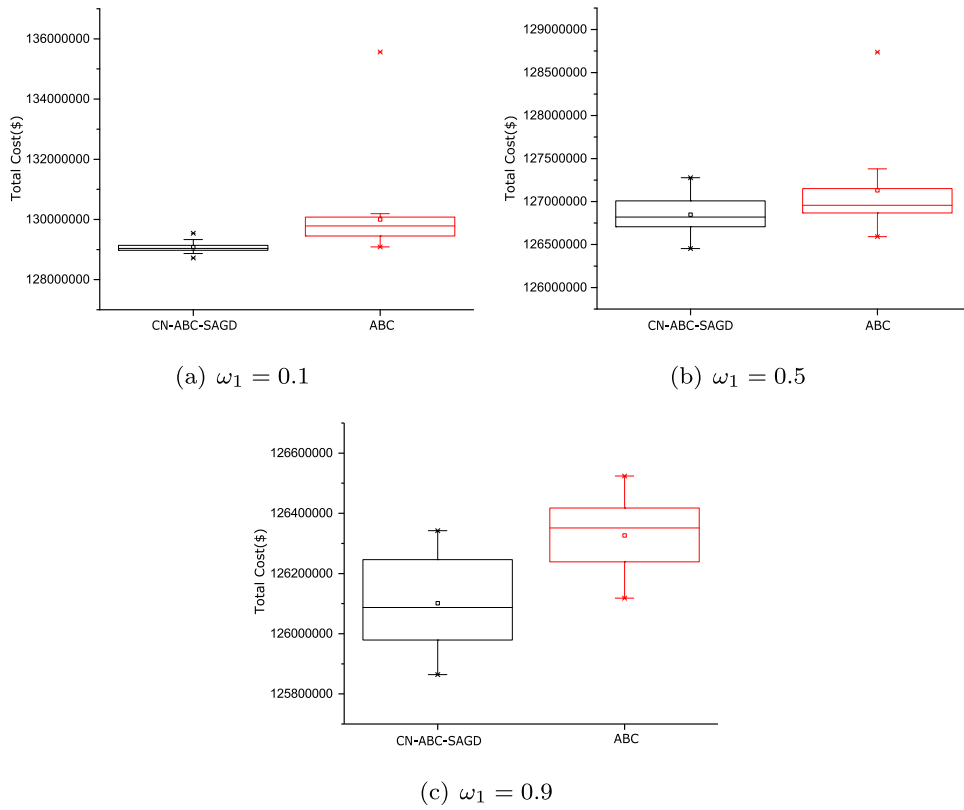 136000000
134000000
132000000
130000000
128000000
Total Cost($)
CN-ABC-SAGD
ABC
(a) ω₁ = 0.1
129000000
128500000
128000000
127500000
127000000
126500000
126000000
Total Cost($)
CN-ABC-SAGD
ABC
(b) ω₁ = 0.5
126600000
126400000
126200000
126000000
125800000
Total Cost($)
CN-ABC-SAGD
ABC
(c) ω₁ = 0.9